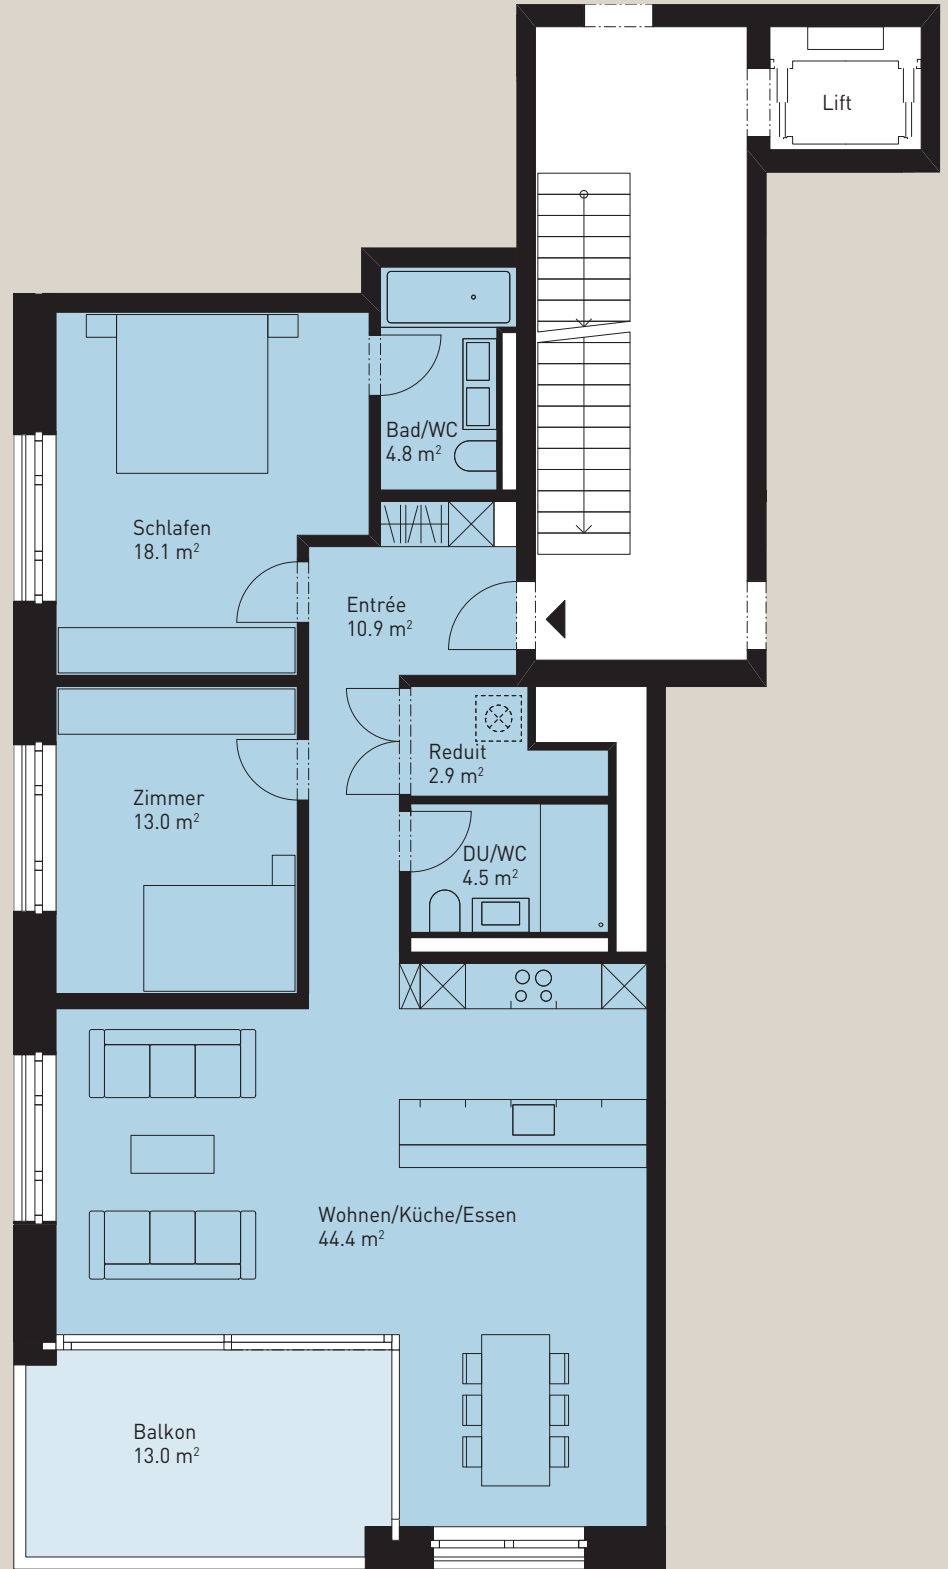 Lift
Bad/WC
4.8 m²
Schlafen
18.1 m²
Entrée
10.9 m²
Reduit
2.9 m²
Zimmer
13.0 m²
DU/WC
4.5 m²
Wohnen/Küche/Essen
44.4 m²
Balkon
13.0 m²